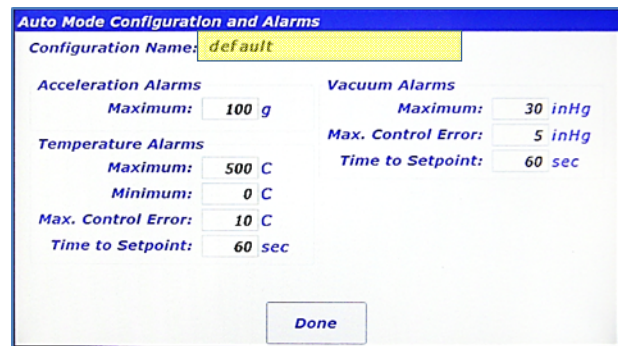 Auto Mode Configuration and Alarms
Configuration Name: default
Acceleration Alarms
Maximum: 100 g
Temperature Alarms
Maximum: 500 C
Minimum: 0 C
Max. Control Error: 10 C
Time to Setpoint: 60 sec
Vacuum Alarms
Maximum: 30 inHg
Max. Control Error: 5 inHg
Time to Setpoint: 60 sec
Done